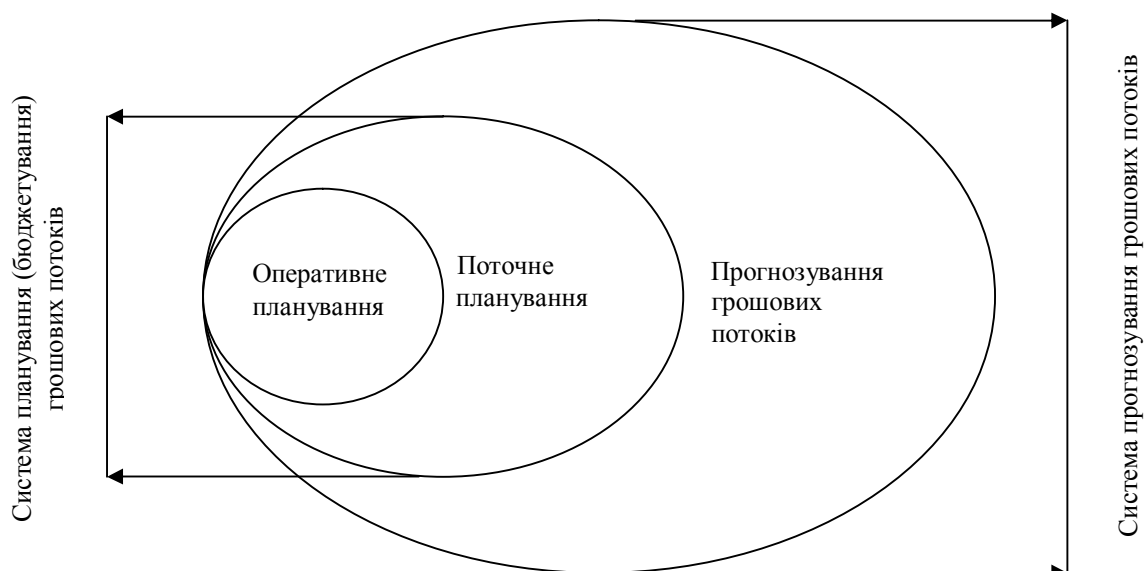 Система планування (бюджетування)
грошових потоків
Оперативне
планування
Поточне
планування
Прогнозування
грошових
потоків
Система прогнозування грошових потоків